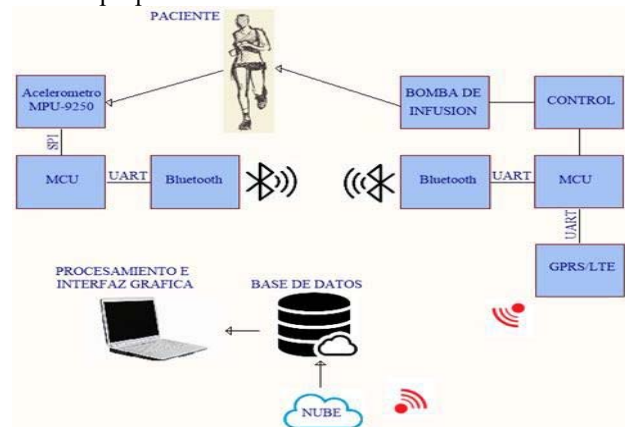 PACIENTE
Acelerometro
MPU-9250
BOMBA DE
INFUSION
CONTROL
SPI
MCU
UART
Bluetooth
Bluetooth
UART
MCU
UART
GPRS/LTE
PROCESAMIENTO E
INTERFAZ GRAFICA
BASE DE DATOS
NUBE